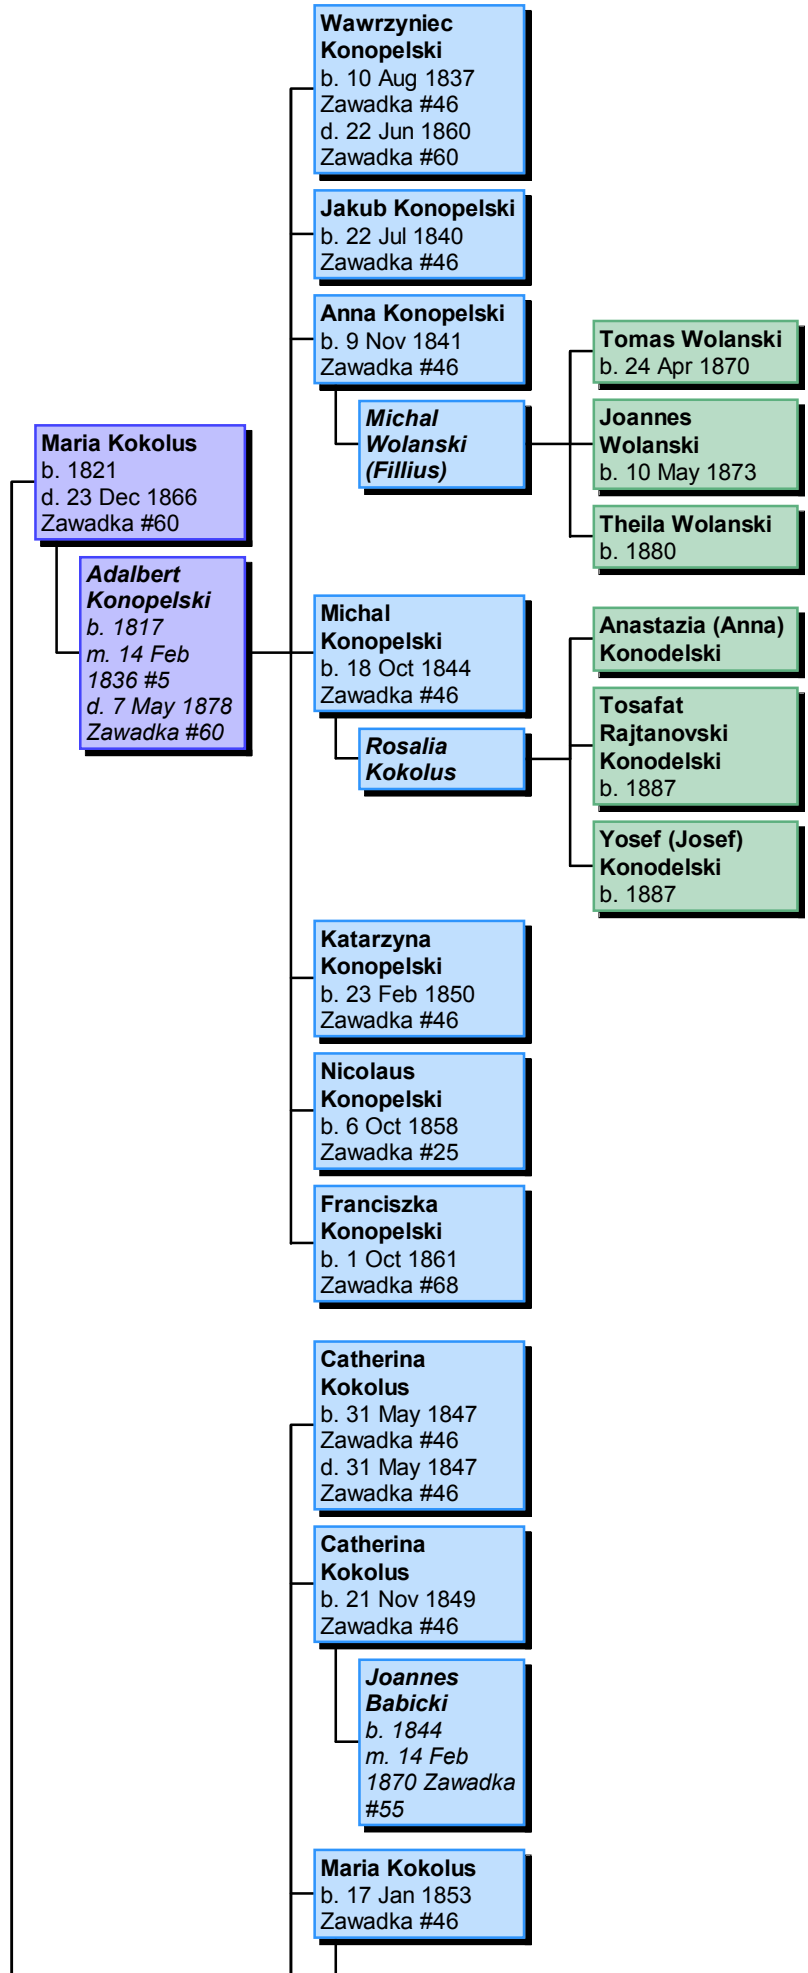 Wawrzyniec
Konopelski
b. 10 Aug 1837
Zawadka #46
d. 22 Jun 1860
Zawadka #60
Jakub Konopelski
b. 22 Jul 1840
Zawadka #46
Anna Konopelski
b. 9 Nov 1841
Zawadka #46
Michal
Wolanski
(Fillius)
Tomas Wolanski
b. 24 Apr 1870
Joannes
Wolanski
b. 10 May 1873
Theila Wolanski
b. 1880
Maria Kokolus
b. 1821
d. 23 Dec 1866
Zawadka #60
Adalbert
Konopelski
b. 1817
m. 14 Feb
1836 #5
d. 7 May 1878
Zawadka #60
Michal
Konopelski
b. 18 Oct 1844
Zawadka #46
Rosalia
Kokolus
Anastazia (Anna)
Konodelski
Tosafat
Rajtanovski
Konodelski
b. 1887
Yosef (Josef)
Konodelski
b. 1887
Katarzyna
Konopelski
b. 23 Feb 1850
Zawadka #46
Nicolaus
Konopelski
b. 6 Oct 1858
Zawadka #25
Franciszka
Konopelski
b. 1 Oct 1861
Zawadka #68
Catherina
Kokolus
b. 31 May 1847
Zawadka #46
d. 31 May 1847
Zawadka #46
Catherina
Kokolus
b. 21 Nov 1849
Zawadka #46
Joannes
Babicki
b. 1844
m. 14 Feb
1870 Zawadka
#55
Maria Kokolus
b. 17 Jan 1853
Zawadka #46